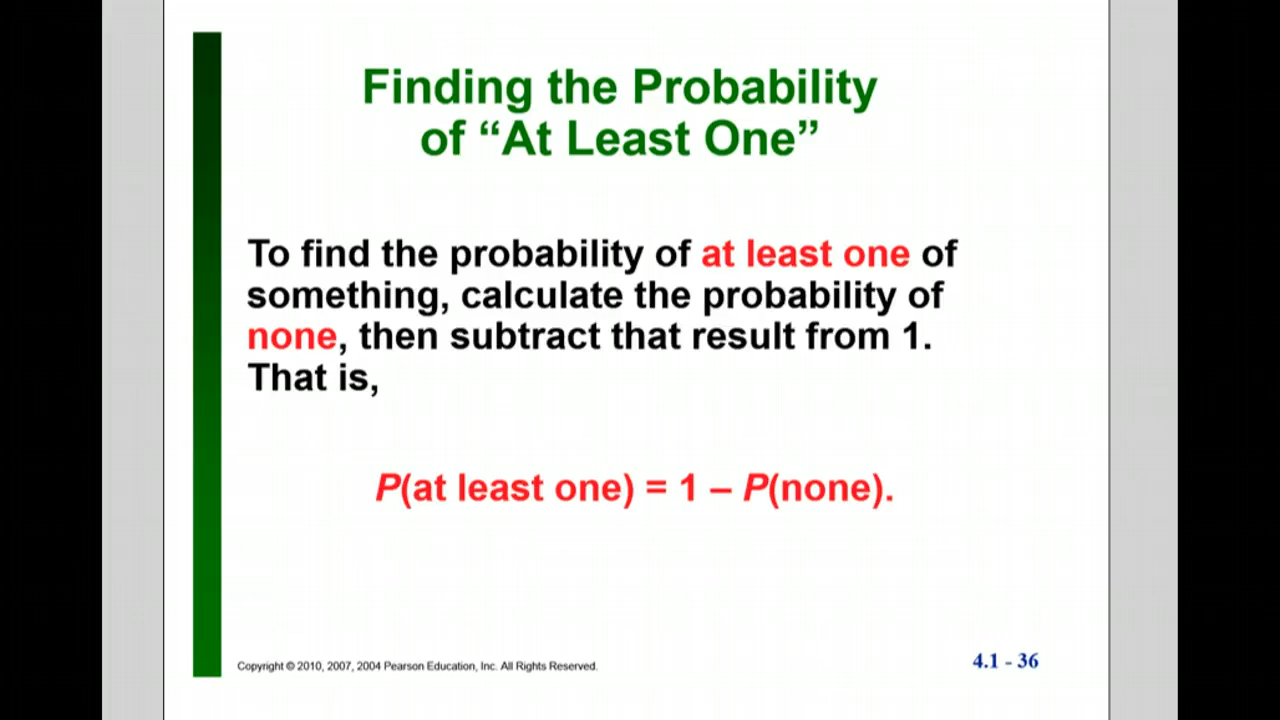 Finding the Probability
of “At Least One”
To find the probability of at least one of
something, calculate the probability of
none, then subtract that result from 1.
That is,
P(at least one) = 1 – P(none).
Copyright © 2010, 2007, 2004 Pearson Education, Inc. All Rights Reserved.
4.1 - 36